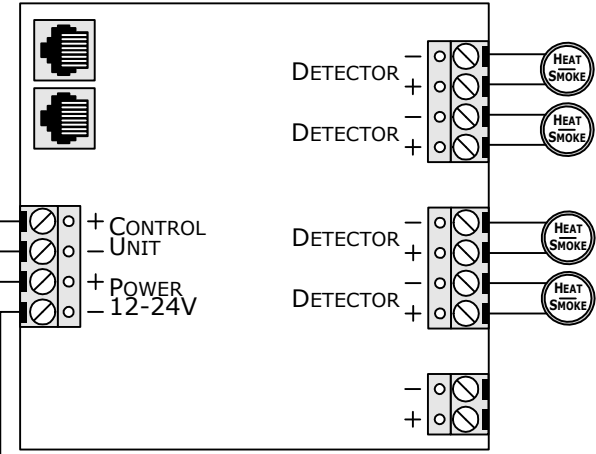 DETECTOR − +
DETECTOR − +
HEAT
SMOKE
HEAT
SMOKE
+ CONTROL
− UNIT
+ POWER
− 12-24V
DETECTOR − +
DETECTOR − +
HEAT
SMOKE
HEAT
SMOKE
−
+